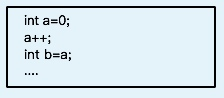 int a=0;
a++;
int b=a;
....